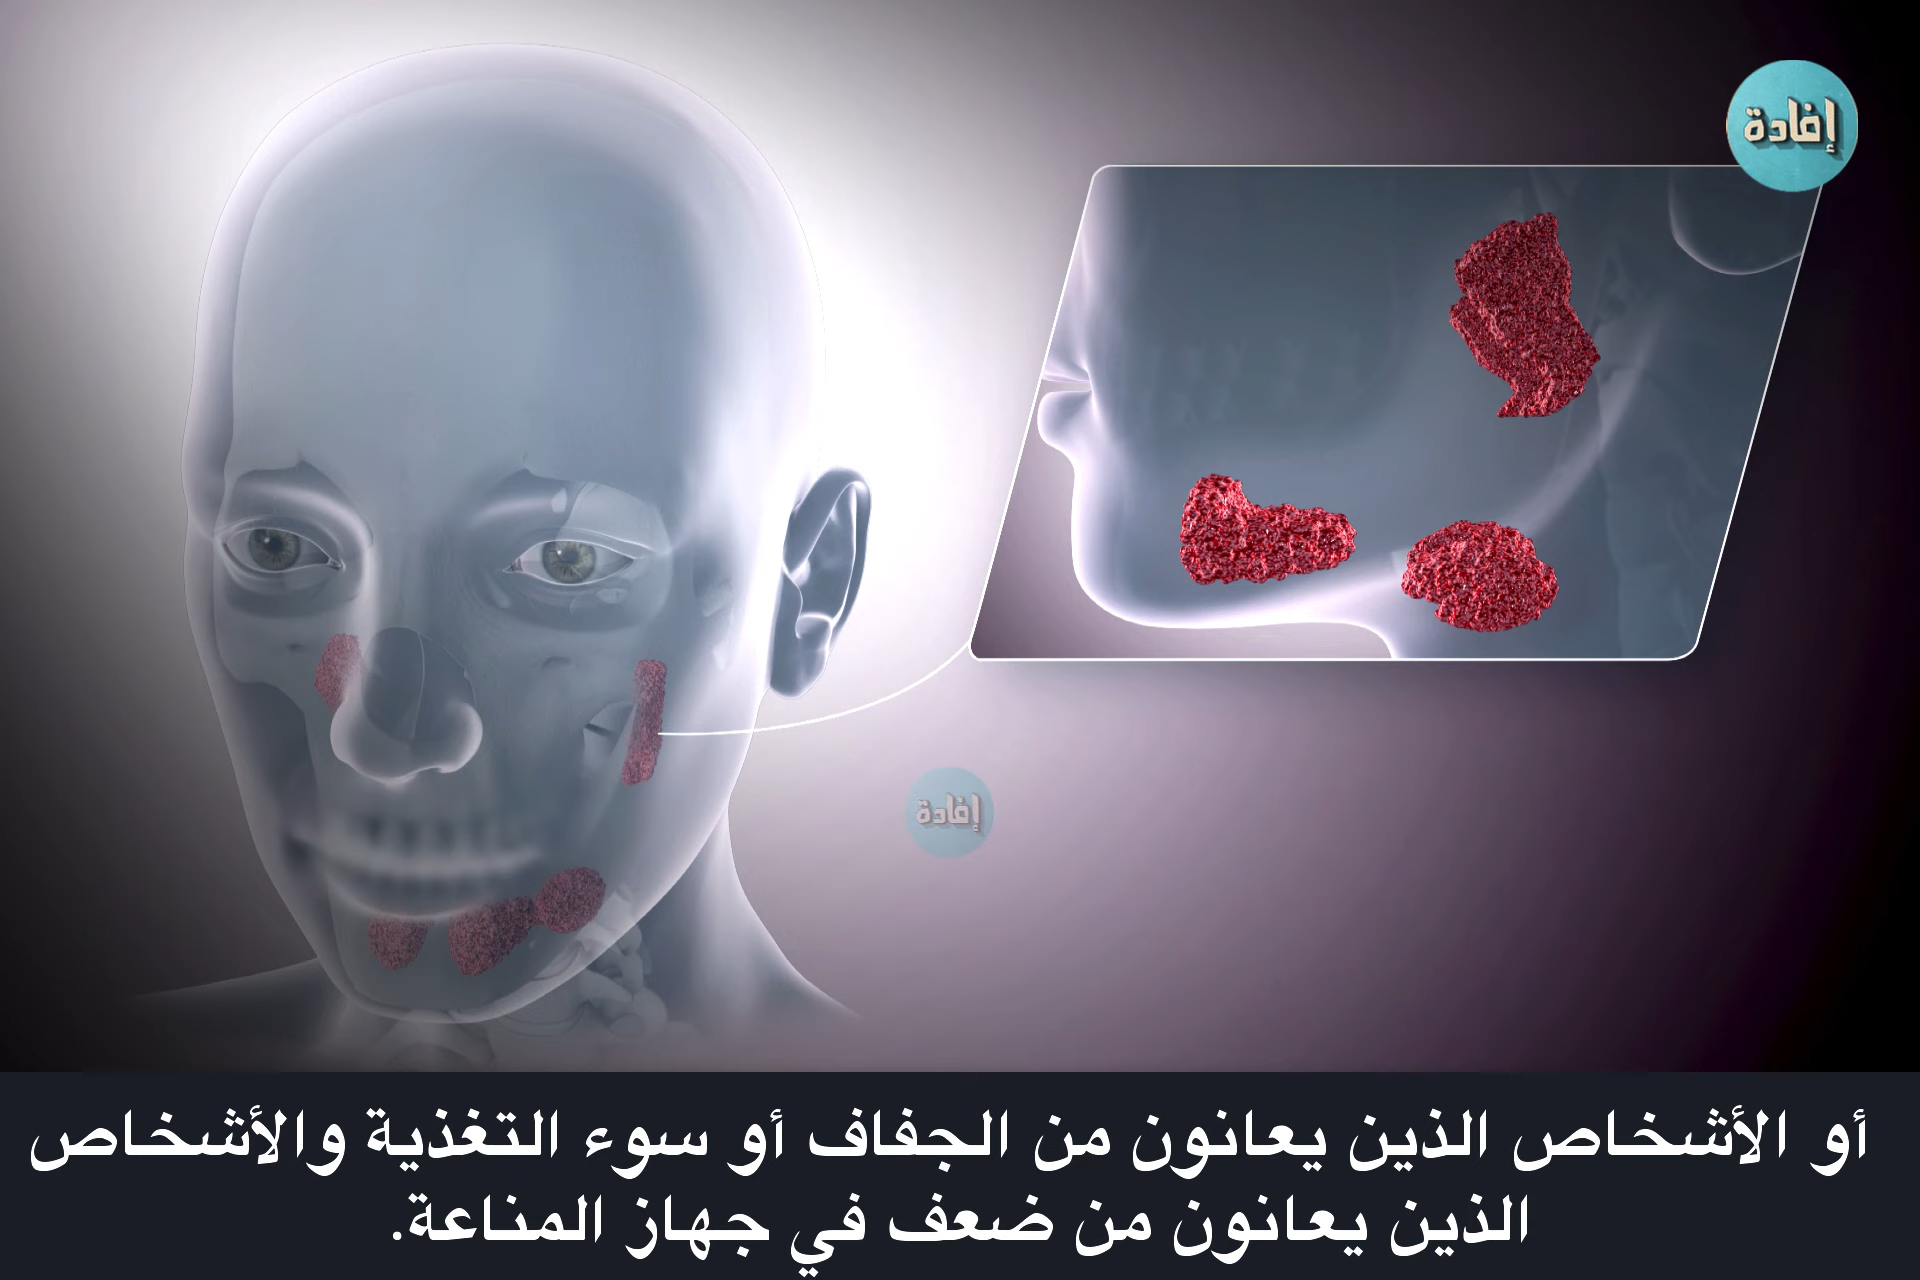 إفادة
إفادة
أو الأشخاص الذين يعانون من الجفاف أو سوء التغذية والأشخاص
الذين يعانون من ضعف في جهاز المناعة.